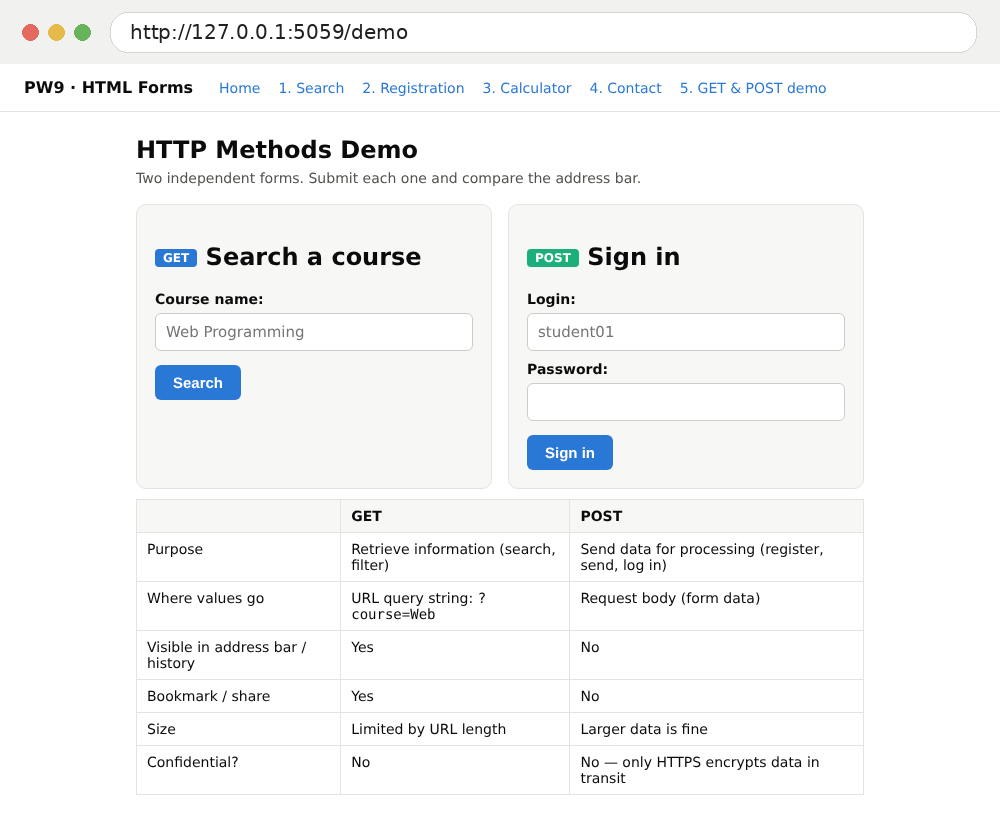 http://127.0.0.1:5059/demo
PW9 · HTML Forms Home 1. Search 2. Registration 3. Calculator 4. Contact 5. GET & POST demo
HTTP Methods Demo
Two independent forms. Submit each one and compare the address bar.
GET Search a course
Course name:
Web Programming
Search
POST Sign in
Login:
student01
Password:
Sign in
GET POST
Purpose
Retrieve information (search,
filter)
Send data for processing (register,
send, log in)
Where values go
URL query string: ?
course=Web
Request body (form data)
Visible in address bar /
history
Yes
No
Bookmark / share
Yes
No
Size
Limited by URL length
Larger data is fine
Confidential?
No
No — only HTTPS encrypts data in
transit